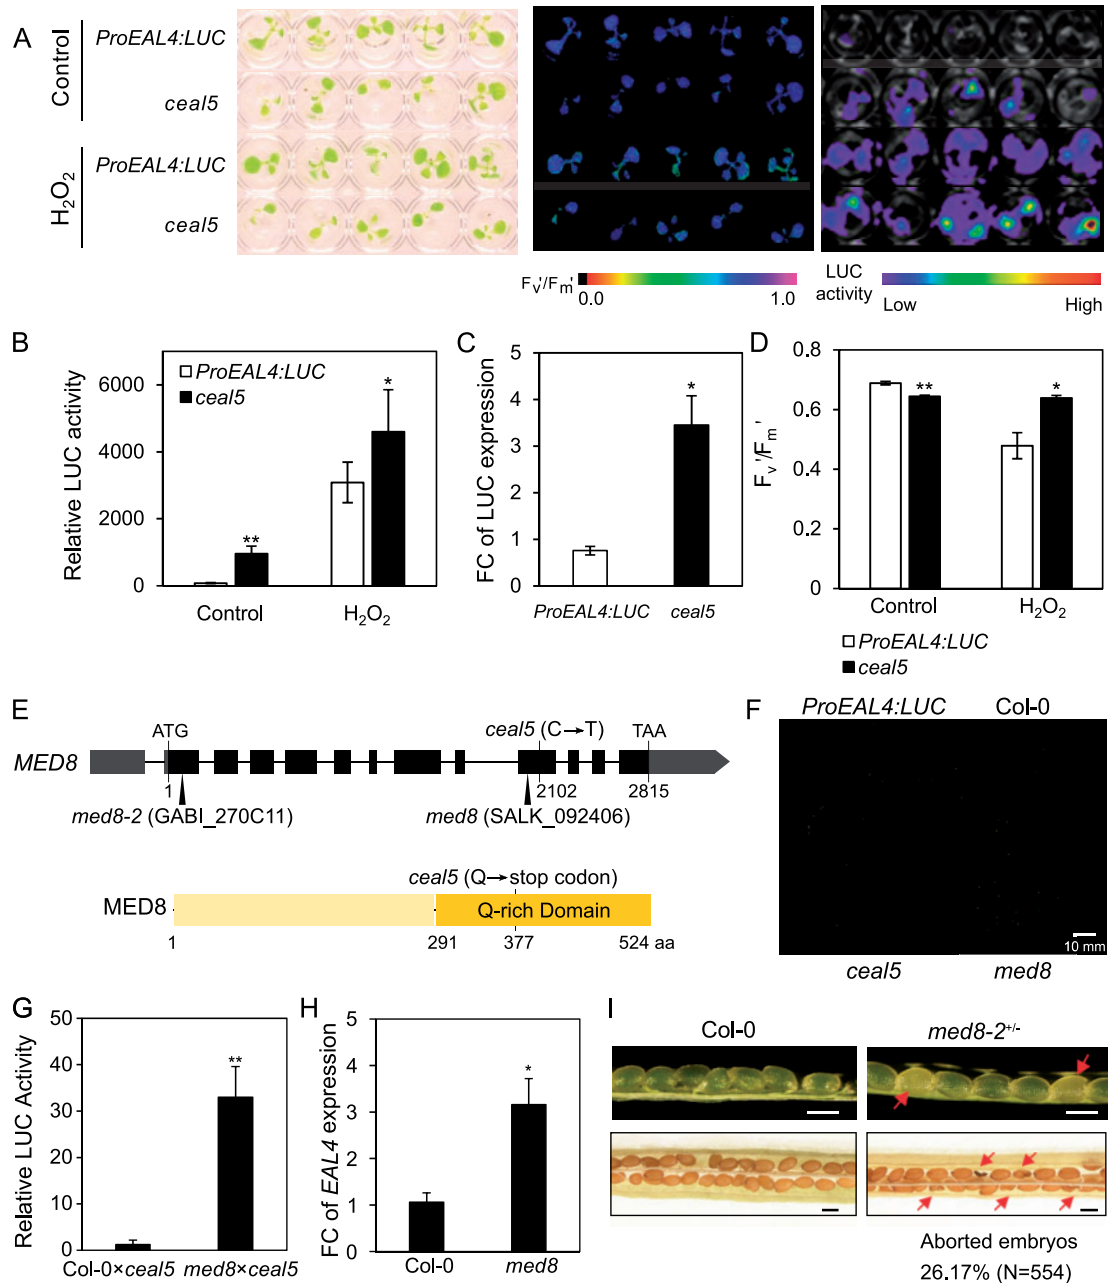 A
Control
ProEAL4:LUC
ceal5
H₂O₂
ProEAL4:LUC
ceal5
Fv'/Fm'
0.0
1.0
LUC activity
Low
High
B
Relative LUC activity
6000
4000
2000
0
ProEAL4:LUC
ceal5
**
*
Control
H₂O₂
C
FC of LUC expression
5
4
3
2
1
0
*
ProEAL4:LUC
ceal5
D
Fv'/Fm'
0.8
0.6
0.4
0.2
0
**
*
Control
H₂O₂
ProEAL4:LUC
ceal5
E
ATG
ceal5 (C→T)
TAA
MED8
1
2102
2815
med8-2 (GABI_270C11)
med8 (SALK_092406)
ceal5 (Q→stop codon)
MED8
Q-rich Domain
1
291
377
524 aa
F
ProEAL4:LUC
Col-0
10 mm
ceal5
med8
G
Relative LUC Activity
50
40
30
20
10
0
**
Col-0×ceal5
med8×ceal5
H
FC of EAL4 expression
5
4
3
2
1
0
*
Col-0
med8
I
Col-0
med8-2+/-
Aborted embryos
26.17% (N=554)